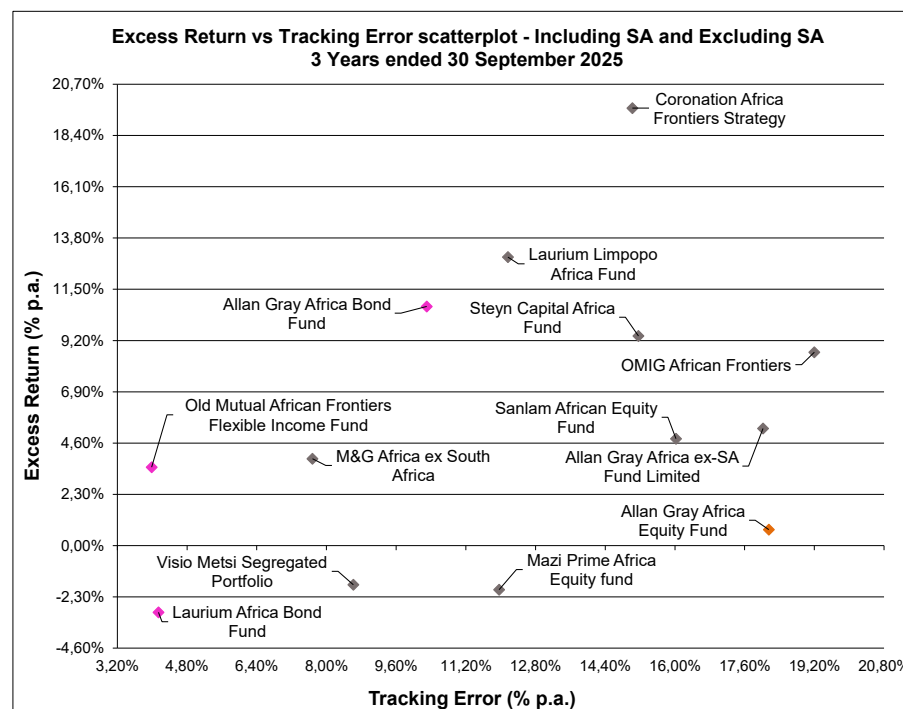 Excess Return vs Tracking Error scatterplot - Including SA and Excluding SA
3 Years ended 30 September 2025
Excess Return (% p.a.)
20,70%
18,40%
16,10%
13,80%
11,50%
9,20%
6,90%
4,60%
2,30%
0,00%
-2,30%
-4,60%
Coronation Africa
Frontiers Strategy
Laurium Limpopo
Africa Fund
Allan Gray Africa Bond
Fund
Steyn Capital Africa
Fund
OMIG African Frontiers
Old Mutual African Frontiers
Flexible Income Fund
Sanlam African Equity
Fund
M&G Africa ex South
Africa
Allan Gray Africa ex-SA
Fund Limited
Allan Gray Africa
Equity Fund
Visio Metsi Segregated
Portfolio
Mazi Prime Africa
Equity fund
Laurium Africa Bond
Fund
3,20% 4,80% 6,40% 8,00% 9,60% 11,20% 12,80% 14,40% 16,00% 17,60% 19,20% 20,80%
Tracking Error (% p.a.)